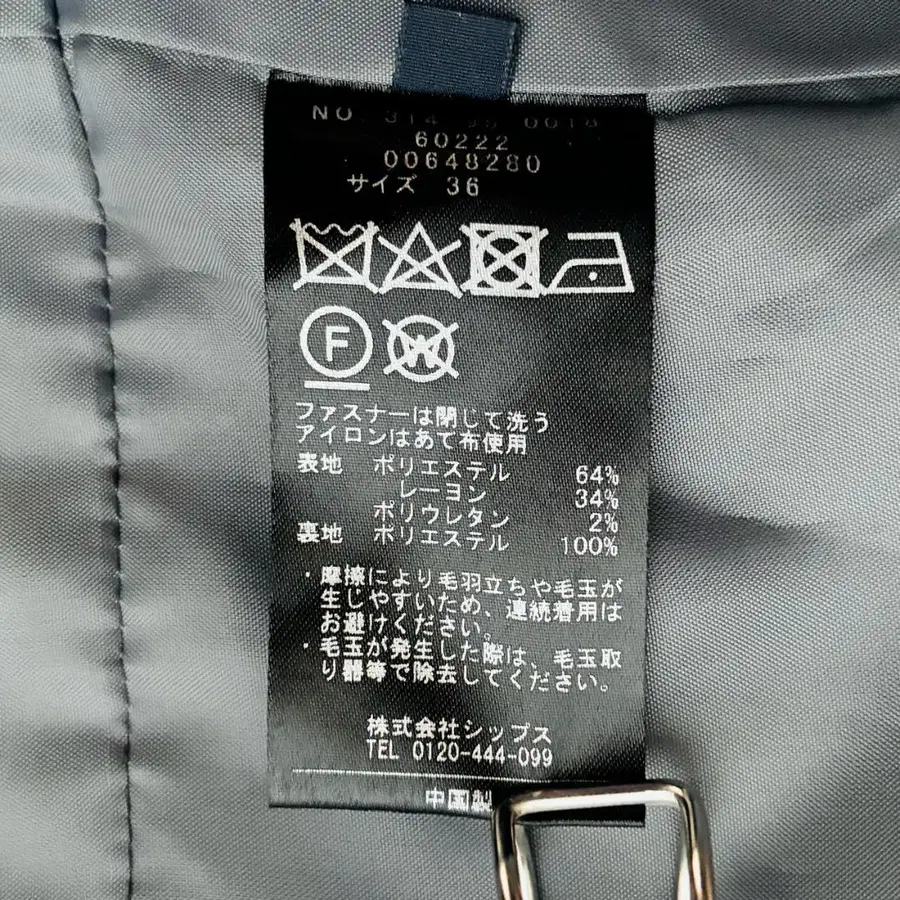 NO. 314 95 0018
60222
00648280
サイズ 36
F
W
ファスナーは閉じて洗う
アイロンはあて布使用
表地 ポリエステル 64%
レーヨン 34%
ポリウレタン 2%
裏地 ポリエステル 100%
・摩擦により毛羽立ちや毛玉が
生じやすいため、連続着用は
お避けください。
・毛玉が発生した際は、毛玉取
り器等で除去してください。
株式会社シップス
TEL 0120-444-099
中国製